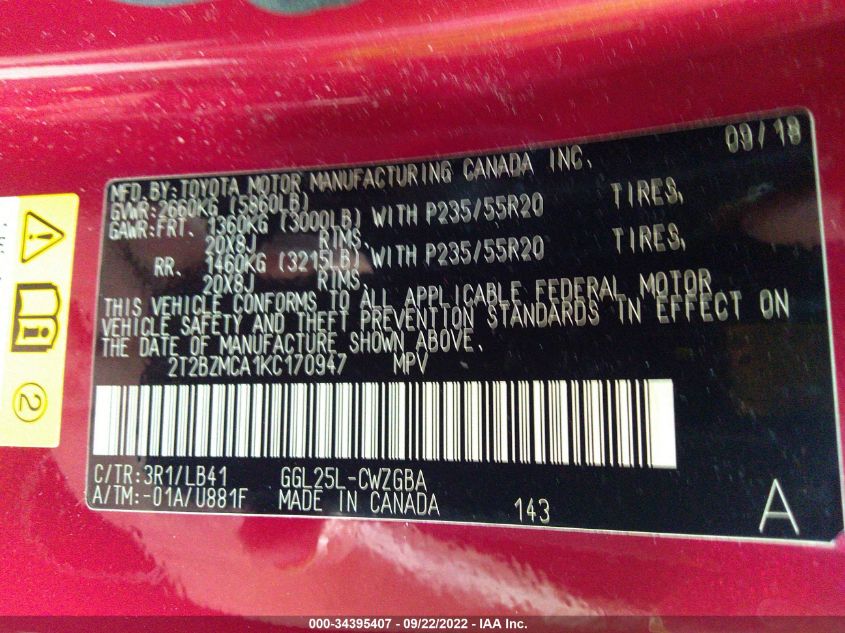 09/18
MFD.BY:TOYOTA MOTOR MANUFACTURING CANADA INC.
GVWR:2660KG (5860LB)
GAWR:FRT. 1360KG (3000LB) WITH P235/55R20 TIRES,
20X8J RIMS,
RR. 1460KG (3215LB) WITH P235/55R20 TIRES,
20X8J RIMS,
THIS VEHICLE CONFORMS TO ALL APPLICABLE FEDERAL MOTOR
VEHICLE SAFETY AND THEFT PREVENTION STANDARDS IN EFFECT ON
THE DATE OF MANUFACTURE SHOWN ABOVE.
2T2BZMCA1KC170947 MPV
C/TR:3R1/LB41 GGL25L-CWZGBA
A/TM:-01A/U881F MADE IN CANADA 143 A
2
000-34395407 - 09/22/2022 - IAA Inc.